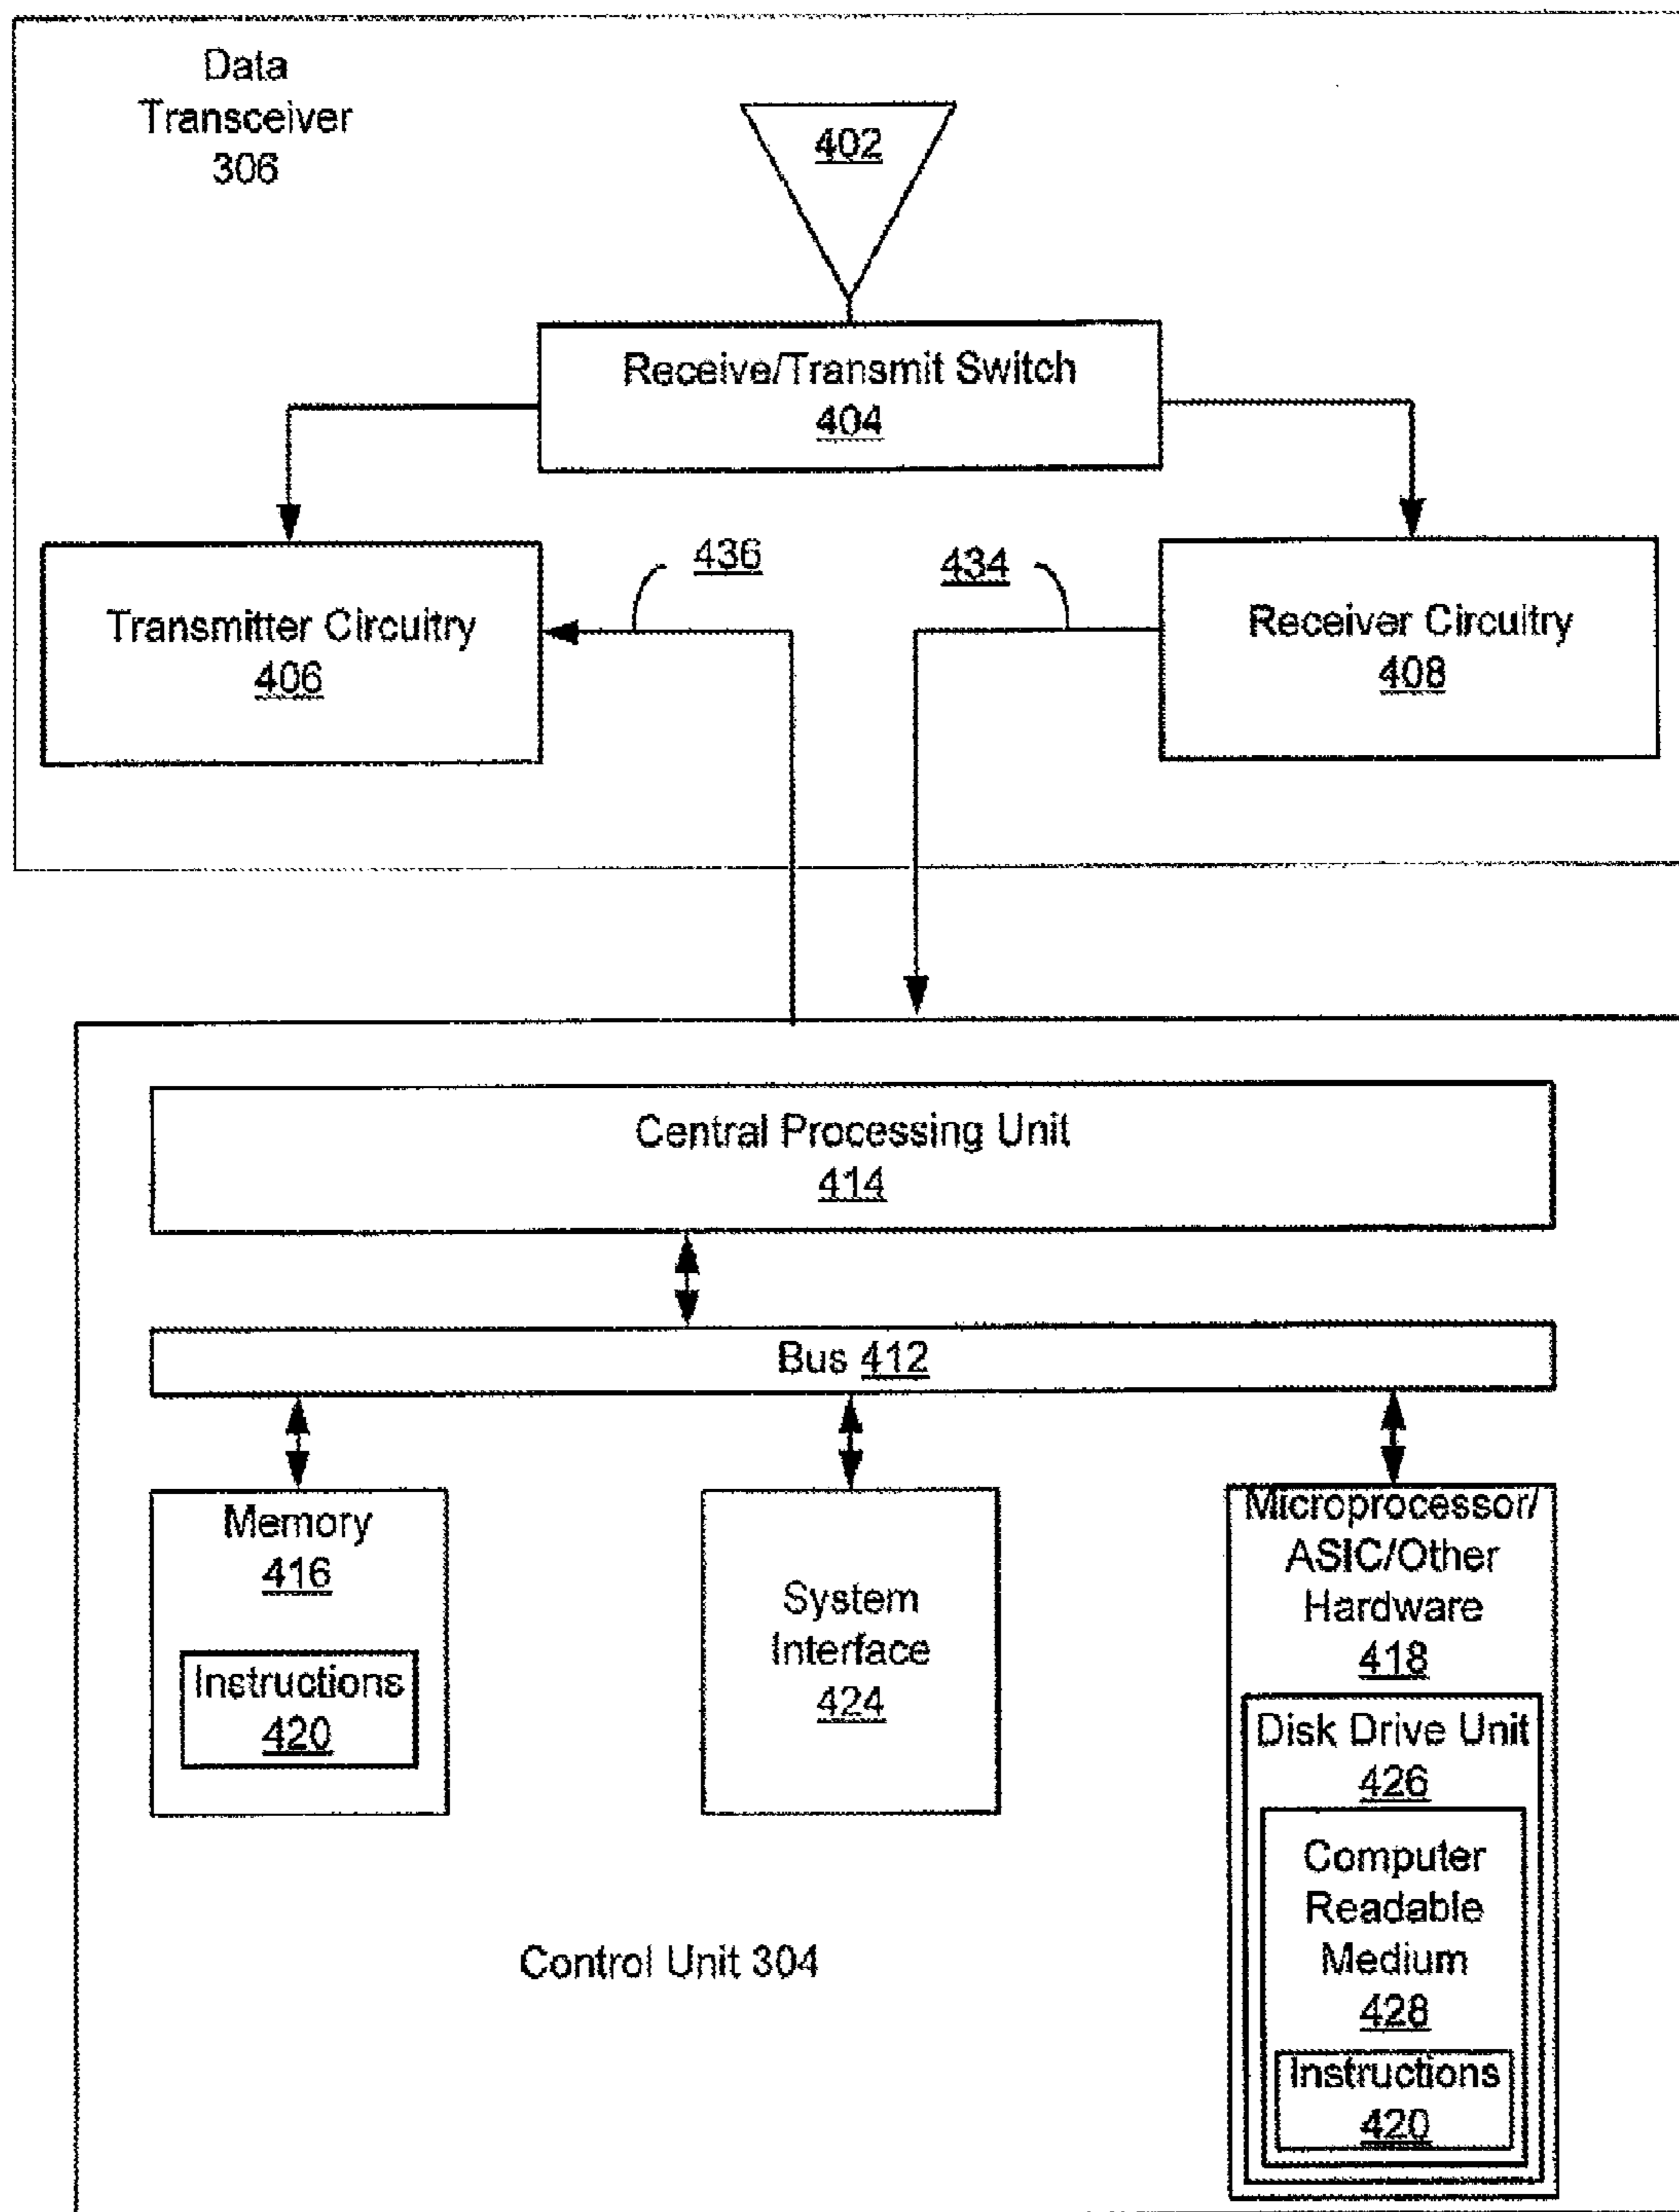 Data
Transceiver
306
402
Receive/Transmit Switch
404
436
434
Transmitter Circuitry
406
Receiver Circuitry
408
Central Processing Unit
414
Bus 412
Memory
416
Instructions
420
System
Interface
424
Microprocessor/
ASIC/Other
Hardware
418
Disk Drive Unit
426
Computer
Readable
Medium
428
Instructions
420
Control Unit 304